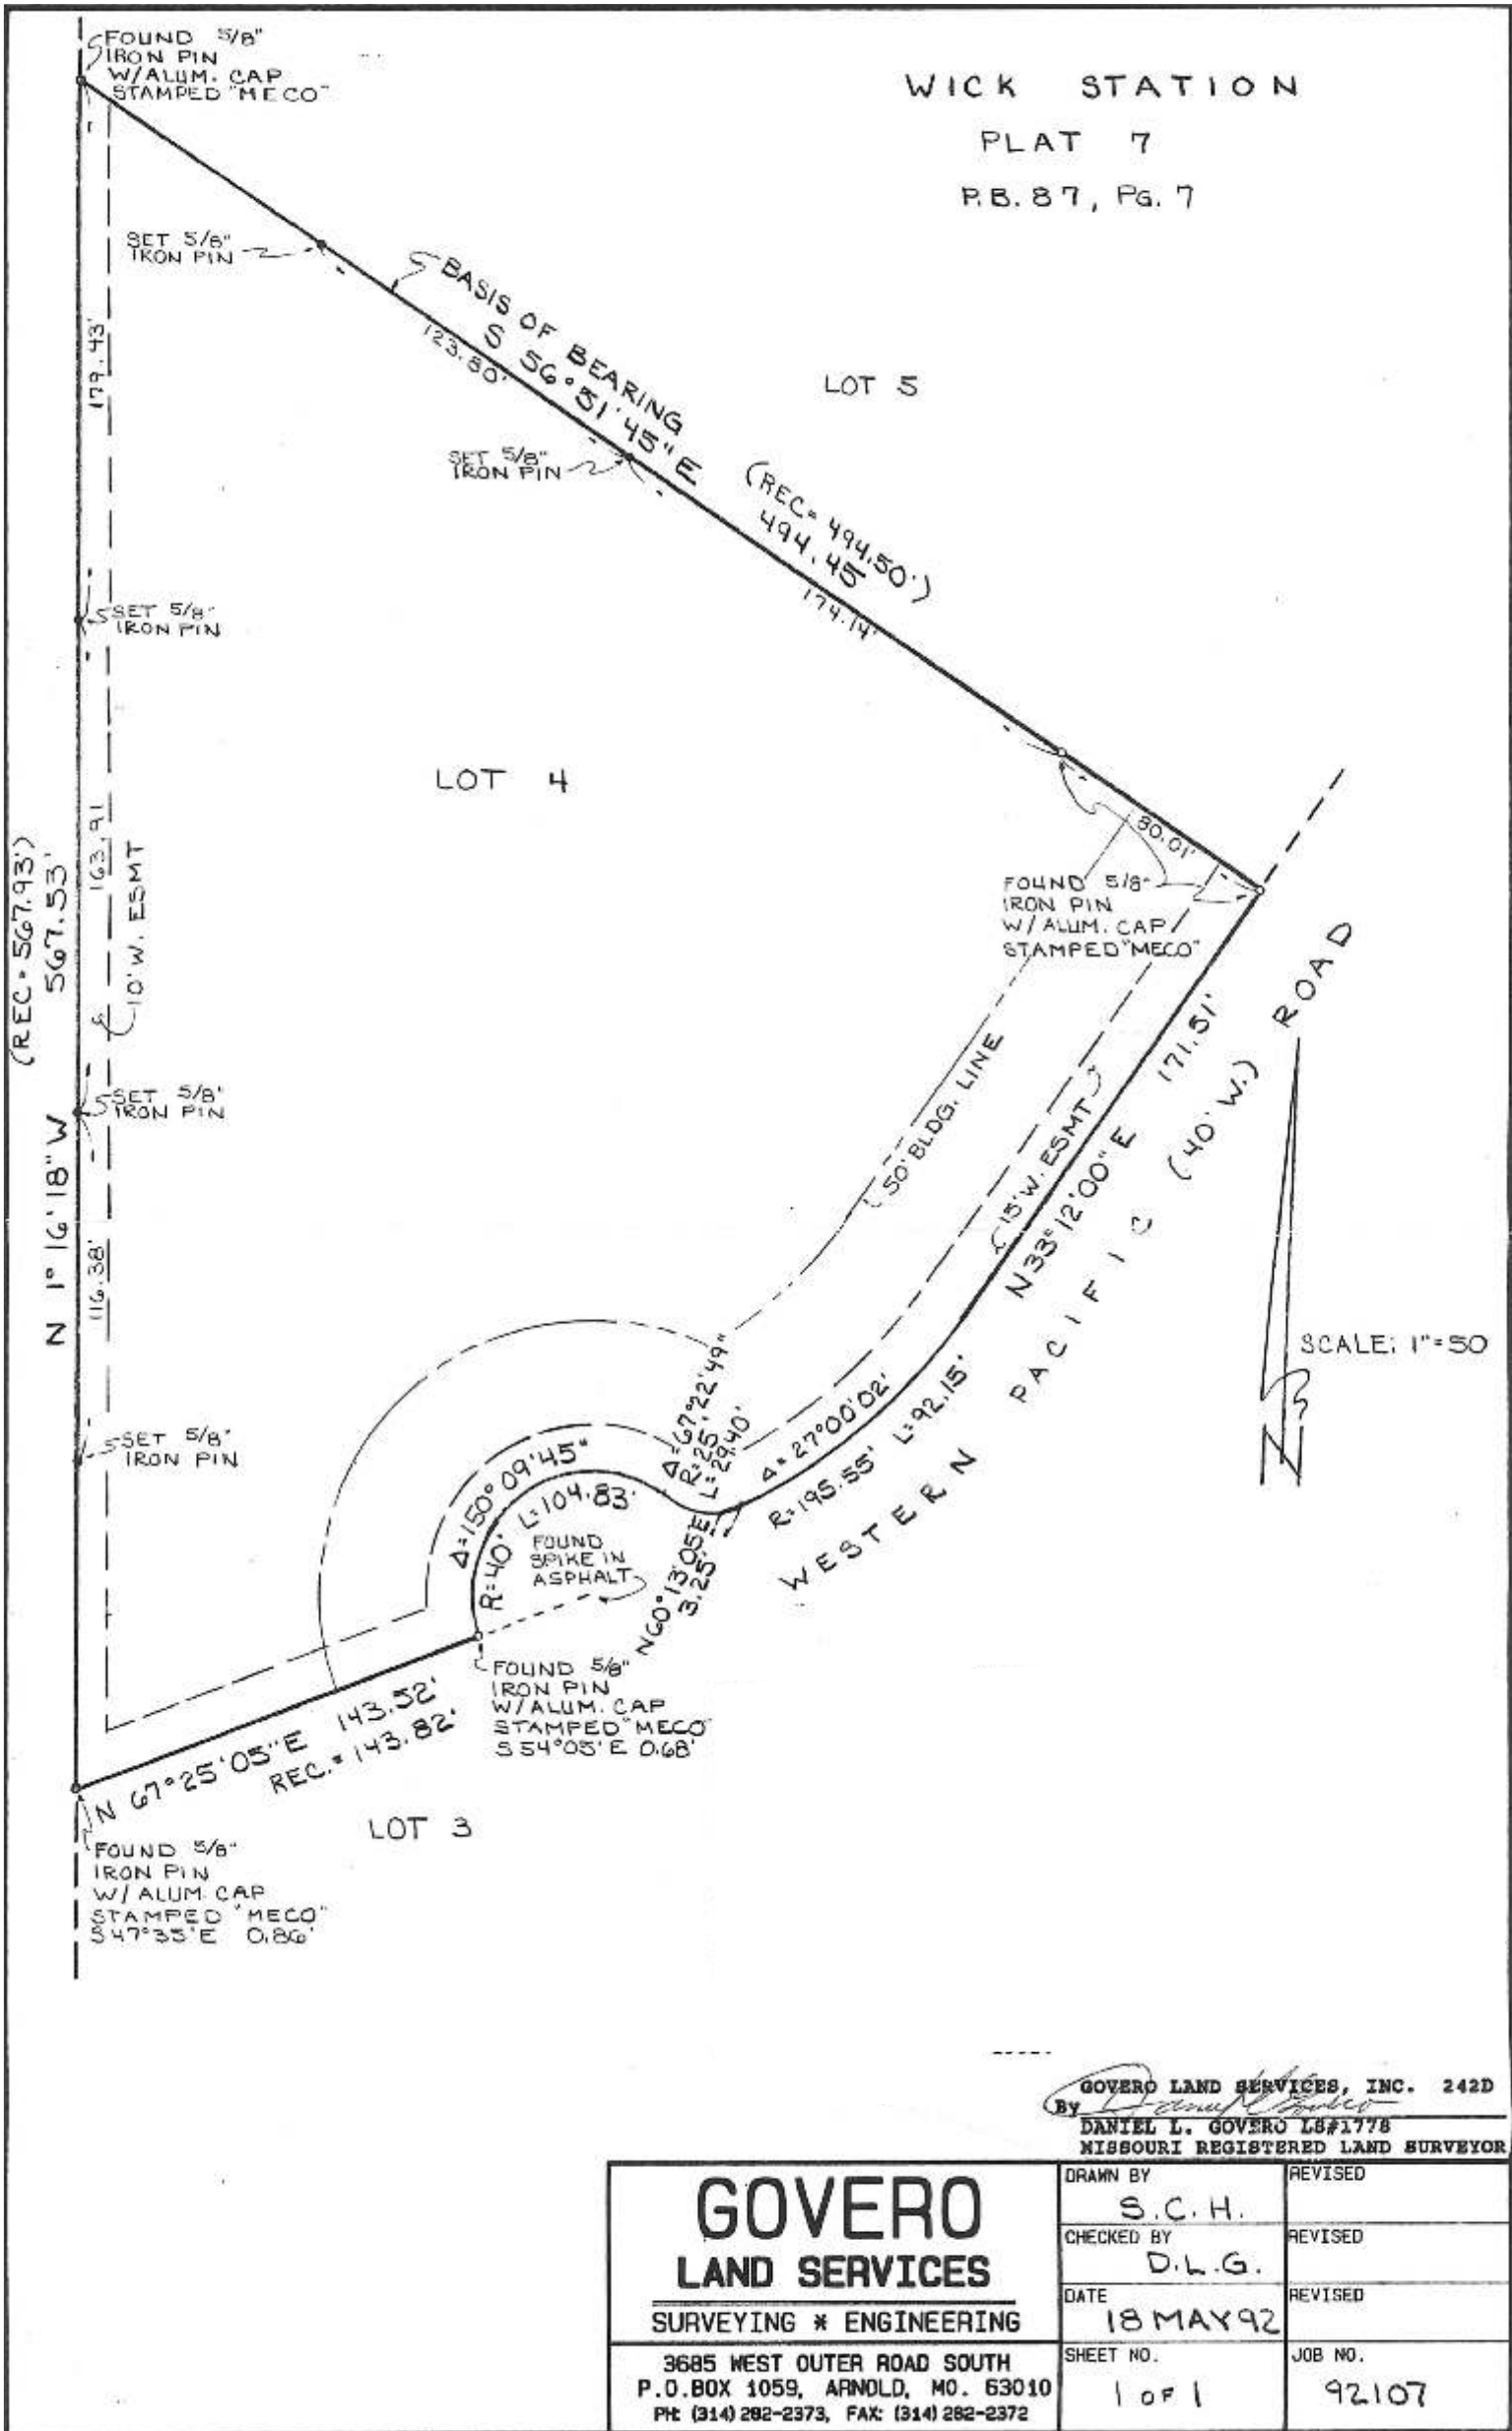 FOUND 5/8"
IRON PIN
W/ALUM. CAP
STAMPED "MECO"
WICK STATION
PLAT 7
P.B. 87, PG. 7
SET 5/8"
IRON PIN
BASIS OF BEARING
S 56°51'45"E
123.80'
179.43'
LOT 5
SET 5/8"
IRON PIN
(REC= 494.50')
494.45
174.14'
SET 5/8"
IRON PIN
LOT 4
80.01'
FOUND 5/8"
IRON PIN
W/ ALUM. CAP
STAMPED "MECO"
(REC.= 567.93')
567.53'
N 1°16'18" W
163.91
10' W. ESMT
SET 5/8"
IRON PIN
116.38'
50' BLDG. LINE
15' W. ESMT
N 33°12'00" E 171.51'
WESTERN PACIFIC (40' W.) ROAD
SCALE: 1"=50
N
SET 5/8"
IRON PIN
Δ=67°22'49"
R=25'
L=29.40'
Δ=27°00'02'
R=195.55' L=92.15'
Δ=150°09'45"
R=40' L=104.83'
FOUND
SPIKE IN
ASPHALT
N60°13'05E
3.25'
FOUND 5/8"
IRON PIN
W/ALUM. CAP
STAMPED "MECO"
S 54°05'E 0.68'
N 67°25'05"E 143.52'
REC.= 143.82'
LOT 3
FOUND 5/8"
IRON PIN
W/ ALUM. CAP
STAMPED "MECO"
S47°35'E 0.86'
GOVERO LAND SERVICES, INC. 242D
By
DANIEL L. GOVERO LS#1778
MISSOURI REGISTERED LAND SURVEYOR
GOVERO
LAND SERVICES
SURVEYING * ENGINEERING
3685 WEST OUTER ROAD SOUTH
P.O.BOX 1059, ARNOLD, MO. 63010
PH: (314) 282-2373, FAX: (314) 282-2372
DRAWN BY
S.C.H.
REVISED
CHECKED BY
D.L.G.
REVISED
DATE
18 MAY 92
REVISED
SHEET NO.
1 OF 1
JOB NO.
92107